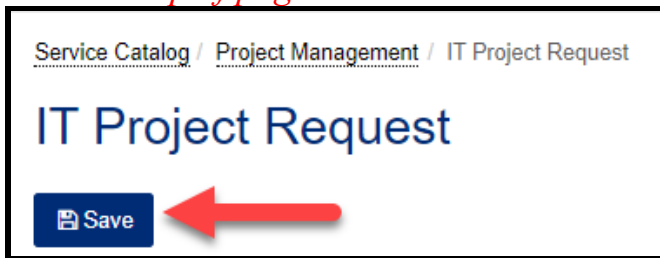 Service Catalog / Project Management / IT Project Request
IT Project Request
Save